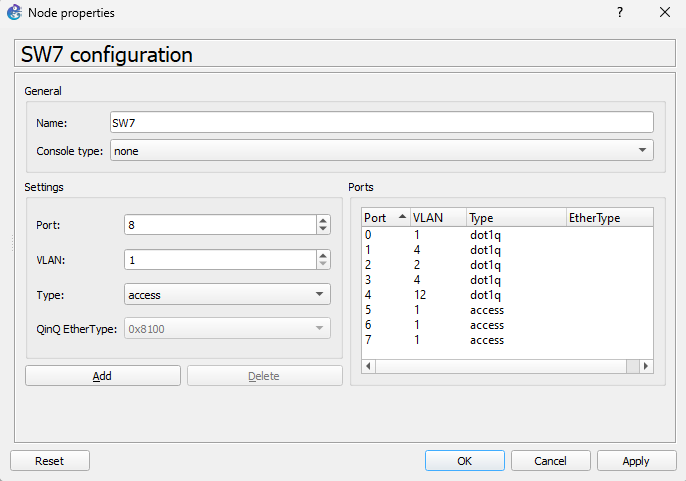 Node properties ?
SW7 configuration
General
Name: SW7
Console type: none
Settings
Port: 8
VLAN: 1
Type: access
QinQ EtherType: 0x8100
Add Delete
Ports
Port VLAN Type EtherType
0 1 dot1q
1 4 dot1q
2 2 dot1q
3 4 dot1q
4 12 dot1q
5 1 access
6 1 access
7 1 access
Reset OK Cancel Apply